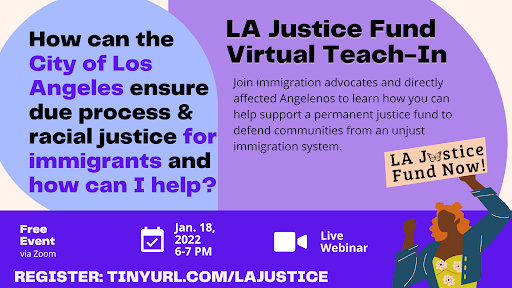 How can the
City of Los
Angeles ensure
due process &
racial justice for
immigrants and
how can I help?
LA Justice Fund
Virtual Teach-In
Join immigration advocates and directly
affected Angelenos to learn how you can
help support a permanent justice fund to
defend communities from an unjust
immigration system.
LA Justice
Fund Now!
Free
Event
via Zoom
Jan. 18,
2022
6-7 PM
Live
Webinar
REGISTER: TINYURL.COM/LAJUSTICE